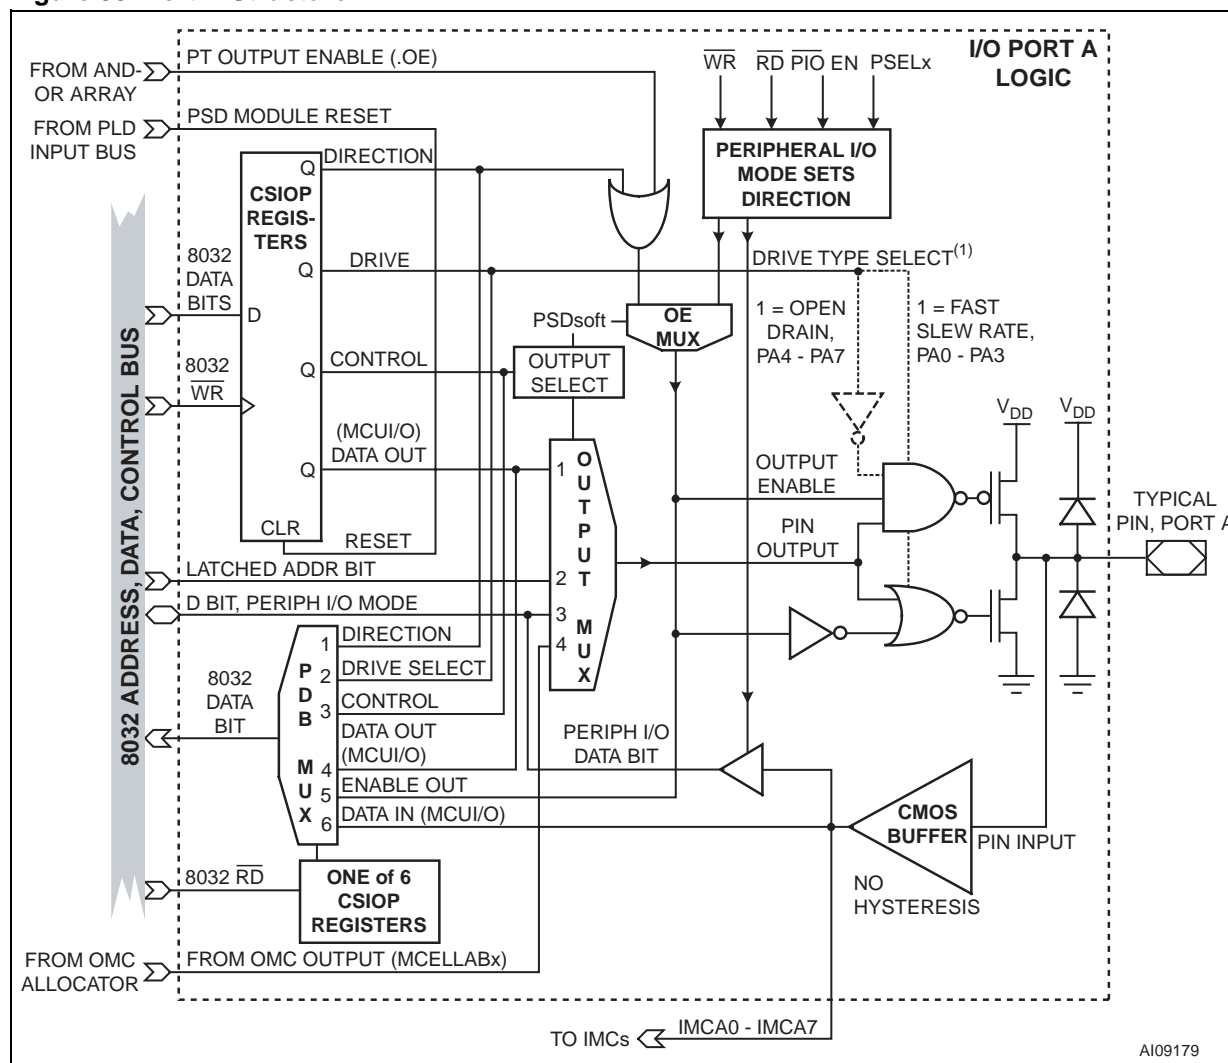 I/O PORT A
LOGIC
FROM AND-
OR ARRAY
PT OUTPUT ENABLE (.OE)
WR RD PIO EN PSELx
FROM PLD
INPUT BUS
PSD MODULE RESET
PERIPHERAL I/O
MODE SETS
DIRECTION
Q DIRECTION
CSIOP
REGIS-
TERS
8032
DATA
BITS
D
Q DRIVE
DRIVE TYPE SELECT(1)
1 = OPEN
DRAIN,
PA4 - PA7
1 = FAST
SLEW RATE,
PA0 - PA3
PSDsoft
OE
MUX
8032
WR
Q CONTROL
OUTPUT
SELECT
VDD
VDD
(MCUI/O)
Q DATA OUT
1
2
3
4
OUTPUT MUX
OUTPUT
ENABLE
PIN
OUTPUT
TYPICAL
PIN, PORT A
CLR
RESET
8032 ADDRESS, DATA, CONTROL BUS
LATCHED ADDR BIT
D BIT, PERIPH I/O MODE
PDB MUX
8032
DATA
BIT
1 DIRECTION
2 DRIVE SELECT
3 CONTROL
DATA OUT
4 (MCUI/O)
5 ENABLE OUT
6 DATA IN (MCUI/O)
PERIPH I/O
DATA BIT
CMOS
BUFFER
PIN INPUT
NO
HYSTERESIS
8032 RD
ONE of 6
CSIOP
REGISTERS
FROM OMC
ALLOCATOR
FROM OMC OUTPUT (MCELLABx)
TO IMCs
IMCA0 - IMCA7
AI09179